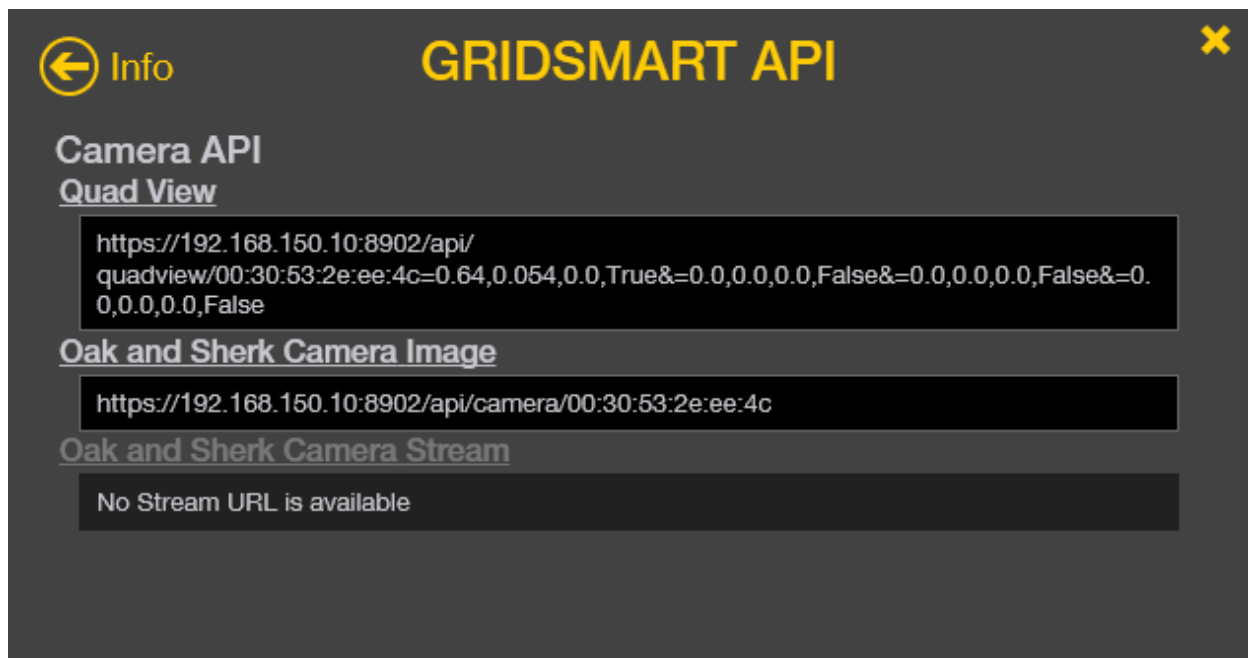 Info
GRIDSMART API
Camera API
Quad View
https://192.168.150.10:8902/api/
quadview/00:30:53:2e:ee:4c=0.64,0.054,0.0,True&=0.0,0.0,0.0,False&=0.0,0.0,0.0,False&=0.
0,0.0,0.0,False
Oak and Sherk Camera Image
https://192.168.150.10:8902/api/camera/00:30:53:2e:ee:4c
Oak and Sherk Camera Stream
No Stream URL is available